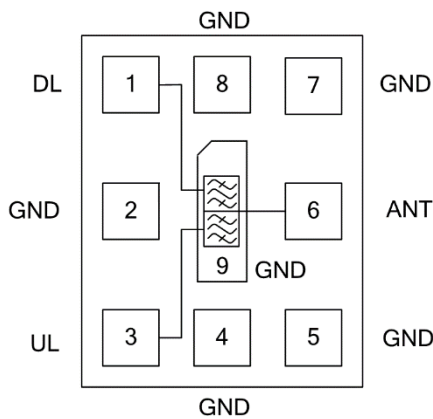 GND
DL 1 8 7 GND
GND 2 6 ANT
9 GND
UL 3 4 5 GND
GND